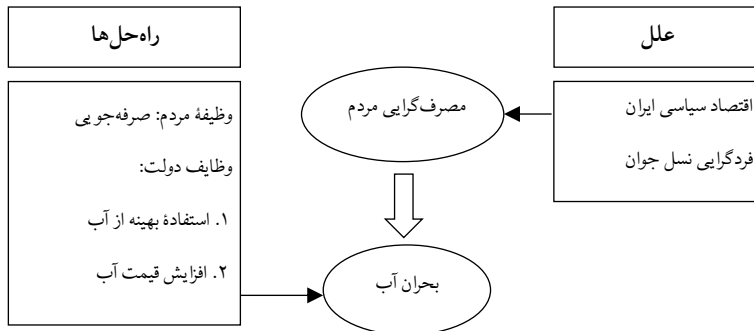 علل
اقتصاد سیاسی ایران
فردگرایی نسل جوان
مصرف‌گرایی مردم
بحران آب
راه‌حل‌ها
وظیفهٔ مردم: صرفه‌جویی
وظایف دولت:
۱. استفادهٔ بهینه از آب
۲. افزایش قیمت آب